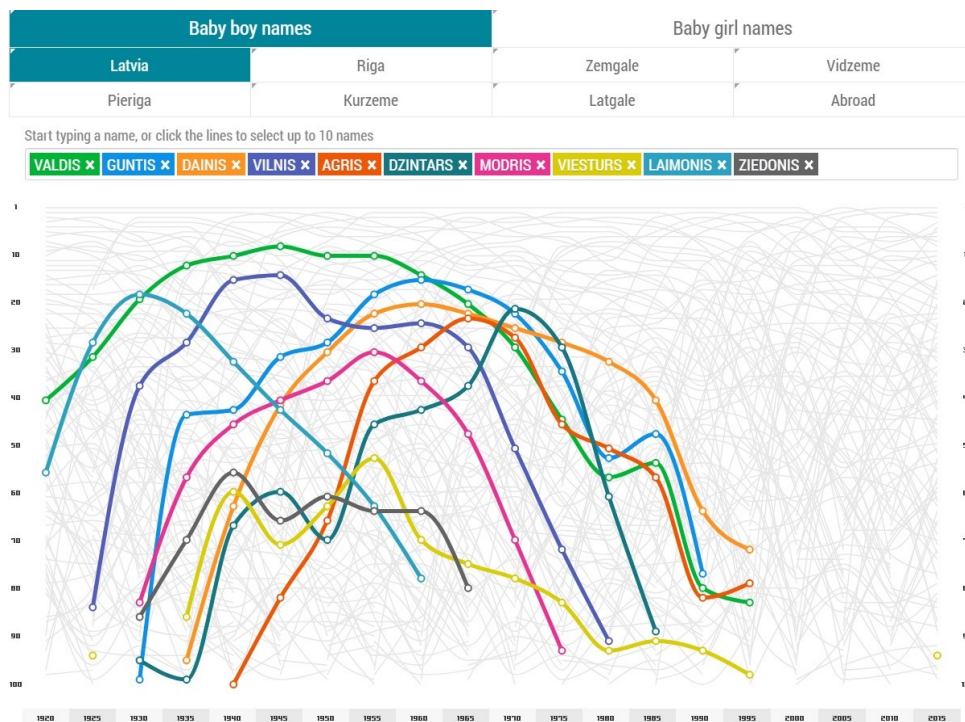 Baby boy names Baby girl names
Latvia Riga Zemgale Vidzeme
Pieriga Kurzeme Latgale Abroad
Start typing a name, or click the lines to select up to 10 names
VALDIS × GUNTIS × DAINIS × VILNIS × AGRIS × DZINTARS × MODRIS × VIESTURS × LAIMONIS × ZIEDONIS ×
1
10
20
30
40
50
60
70
80
90
100
1920 1925 1930 1935 1940 1945 1950 1955 1960 1965 1970 1975 1980 1985 1990 1995 2000 2005 2010 2015